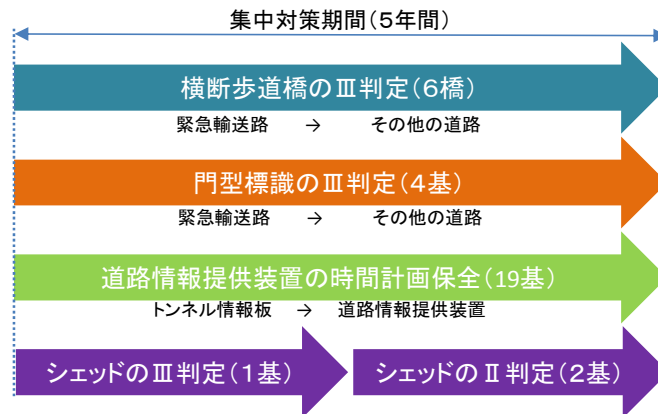 集中対策期間(5年間)
横断歩道橋のⅢ判定(6橋)
緊急輸送路 → その他の道路
門型標識のⅢ判定(4基)
緊急輸送路 → その他の道路
道路情報提供装置の時間計画保全(19基)
トンネル情報板 → 道路情報提供装置
シェッドのⅢ判定(1基) シェッドのⅡ判定(2基)